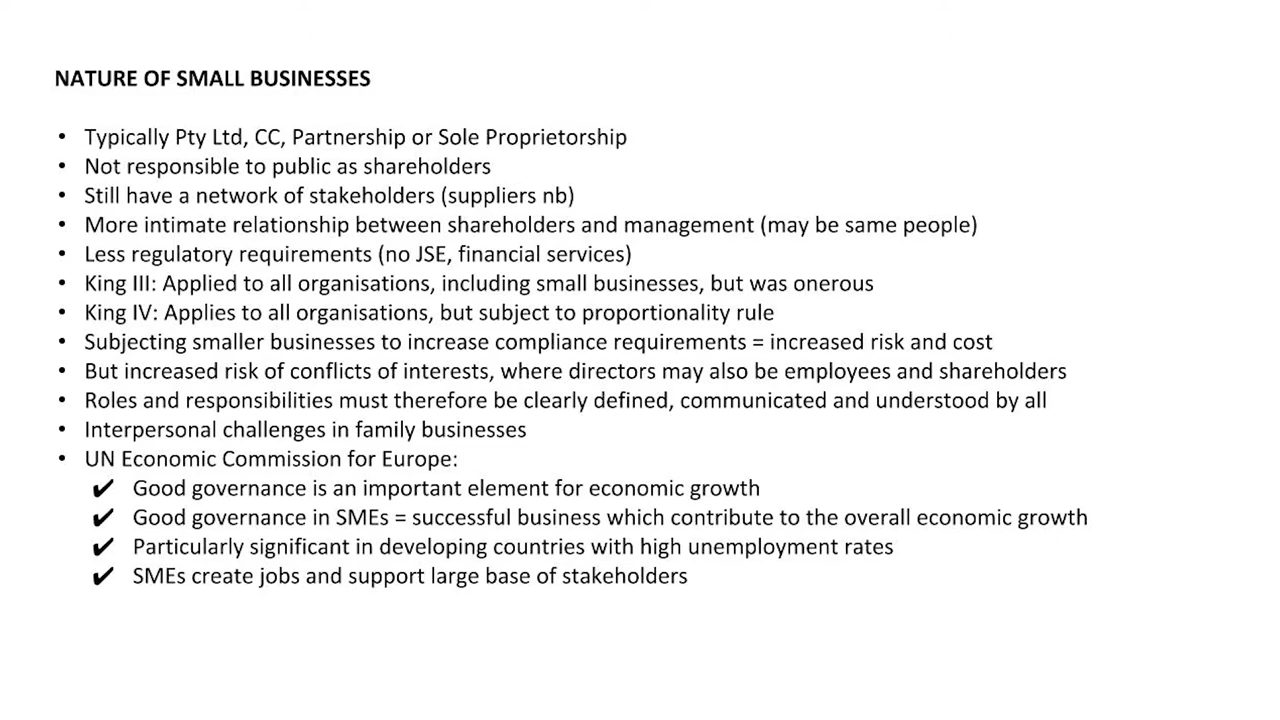 NATURE OF SMALL BUSINESSES
• Typically Pty Ltd, CC, Partnership or Sole Proprietorship
• Not responsible to public as shareholders
• Still have a network of stakeholders (suppliers nb)
• More intimate relationship between shareholders and management (may be same people)
• Less regulatory requirements (no JSE, financial services)
• King III: Applied to all organisations, including small businesses, but was onerous
• King IV: Applies to all organisations, but subject to proportionality rule
• Subjecting smaller businesses to increase compliance requirements = increased risk and cost
• But increased risk of conflicts of interests, where directors may also be employees and shareholders
• Roles and responsibilities must therefore be clearly defined, communicated and understood by all
• Interpersonal challenges in family businesses
• UN Economic Commission for Europe:
✔ Good governance is an important element for economic growth
✔ Good governance in SMEs = successful business which contribute to the overall economic growth
✔ Particularly significant in developing countries with high unemployment rates
✔ SMEs create jobs and support large base of stakeholders